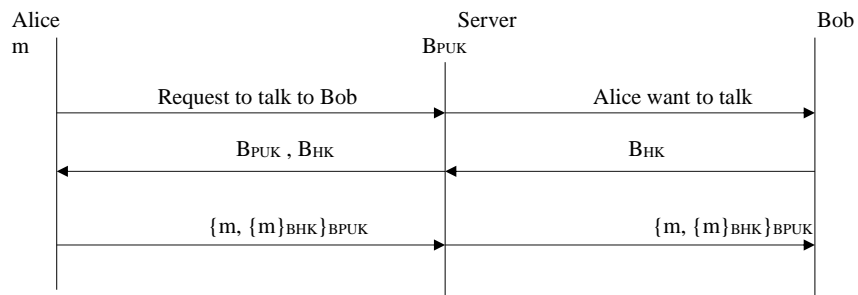 Alice Server Bob
m BPUK
Request to talk to Bob Alice want to talk
BPUK , BHK BHK
{m, {m}BHK}BPUK {m, {m}BHK}BPUK